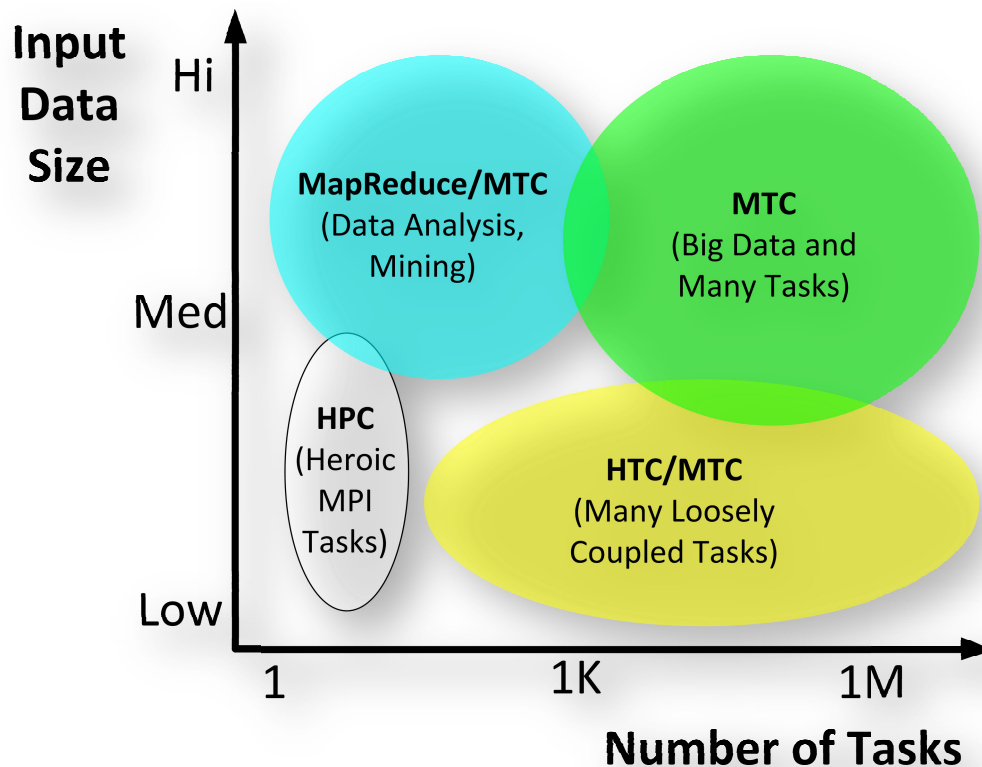 Input
Data
Size
Hi
Med
Low
MapReduce/MTC
(Data Analysis,
Mining)
MTC
(Big Data and
Many Tasks)
HPC
(Heroic
MPI
Tasks)
HTC/MTC
(Many Loosely
Coupled Tasks)
1
1K
1M
Number of Tasks